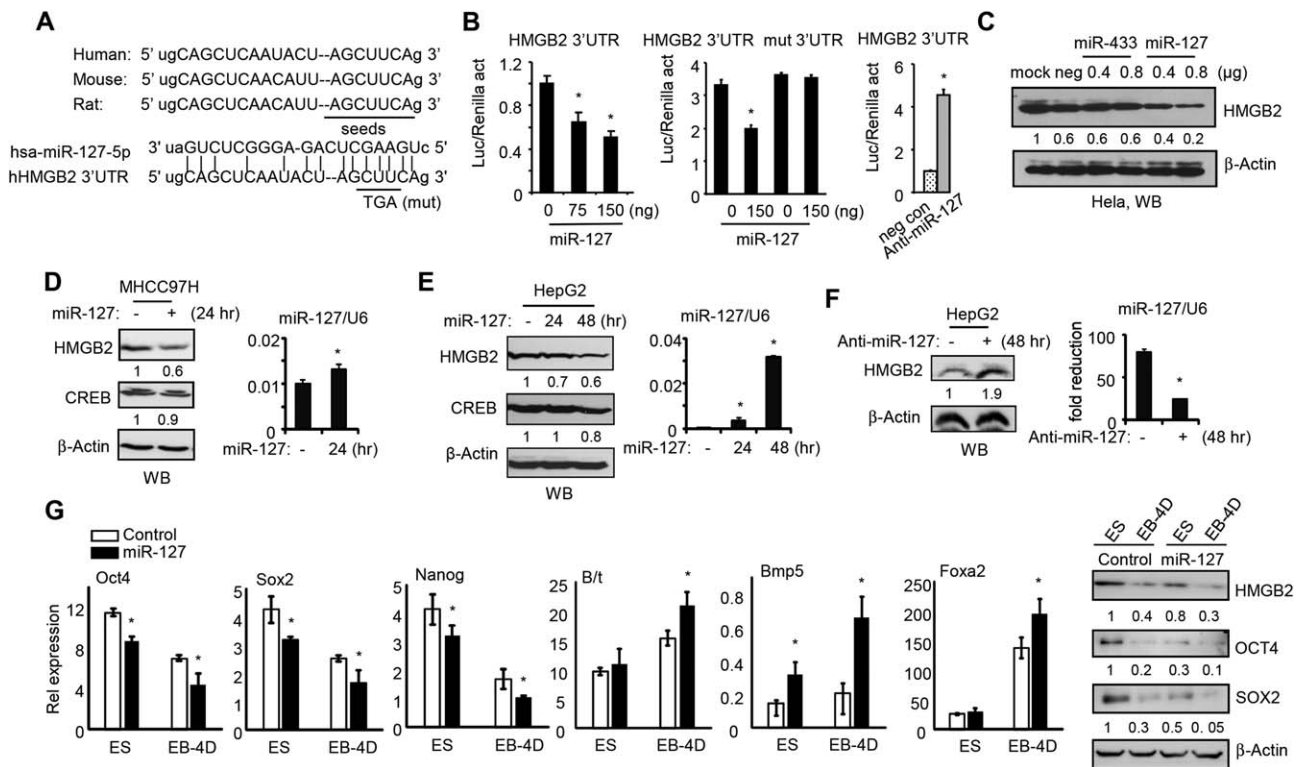 A
Human: 5' ugCAGCUCAAUACU--AGCUUCAg 3'
Mouse: 5' ugCAGCUCAACAUU--AGCUUCAg 3'
Rat: 5' ugCAGCUCAACAUU--AGCUUCAg 3'
seeds
hsa-miR-127-5p 3' uaGUCUCGGGA-GACUCGAAGUc 5'
hHMGB2 3'UTR 5' ugCAGCUCAAUACU--AGCUUCAg 3'
TGA (mut)
B
HMGB2 3'UTR
Luc/Renilla act
1.2
0.9
0.6
0.3
0
*
*
0 75 150 (ng)
miR-127
HMGB2 3'UTR mut 3'UTR
Luc/Renilla act
4
3
2
1
0
*
0 150 0 150 (ng)
miR-127
HMGB2 3'UTR
Luc/Renilla act
6
4
2
0
*
neg con
Anti-miR-127
C
miR-433 miR-127
mock neg 0.4 0.8 0.4 0.8 (µg)
HMGB2
1 0.6 0.6 0.6 0.4 0.2
β-Actin
Hela, WB
D
MHCC97H
miR-127: - + (24 hr)
HMGB2
1 0.6
CREB
1 0.9
β-Actin
WB
miR-127/U6
0.02
0.01
0
*
miR-127: - 24 (hr)
E
HepG2
miR-127: - 24 48 (hr)
HMGB2
1 0.7 0.6
CREB
1 1 0.8
β-Actin
WB
miR-127/U6
0.04
0.02
0
*
*
miR-127: - 24 48 (hr)
F
HepG2
Anti-miR-127: - + (48 hr)
HMGB2
1 1.9
β-Actin
WB
miR-127/U6
fold reduction
100
50
0
*
Anti-miR-127: - + (48 hr)
G
Control
miR-127
Rel expression
Oct4
12
8
4
0
*
*
ES EB-4D
Sox2
5
4
3
2
1
0
*
*
ES EB-4D
Nanog
5
4
3
2
1
0
*
*
ES EB-4D
B/t
25
20
15
10
5
0
*
ES EB-4D
Bmp5
0.8
0.6
0.4
0.2
0
*
*
ES EB-4D
Foxa2
250
200
150
100
50
0
*
ES EB-4D
ES EB-4D ES EB-4D
Control miR-127
HMGB2
1 0.4 0.8 0.3
OCT4
1 0.2 0.3 0.1
SOX2
1 0.3 0.5 0. 05
β-Actin